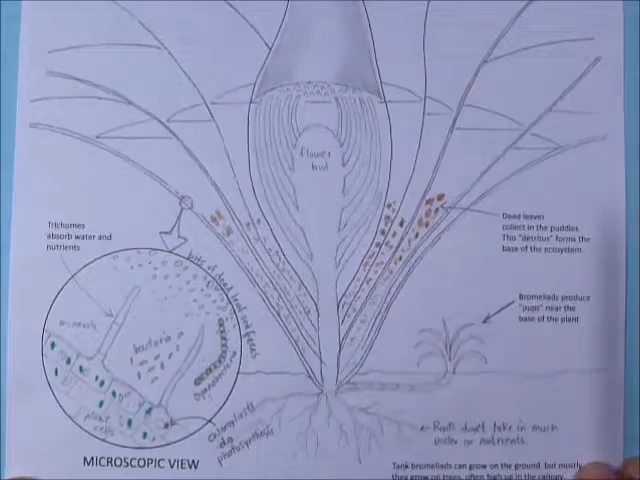 flower
bud
Dead leaves
collect in the puddles
This "detritus" forms the
base of the ecosystem
Trichomes
absorb water and
nutrients
bits of dead leaf and feces
Bromeliads produce
"pups" near the
base of the plant
minerals
bacteria
plant
cells
Chloroplasts
do
photosynthesis
Roots don't take in much
water or nutrients.
MICROSCOPIC VIEW
Tank bromeliads can grow on the ground, but mostly
they grow on trees, often high up in the canopy.